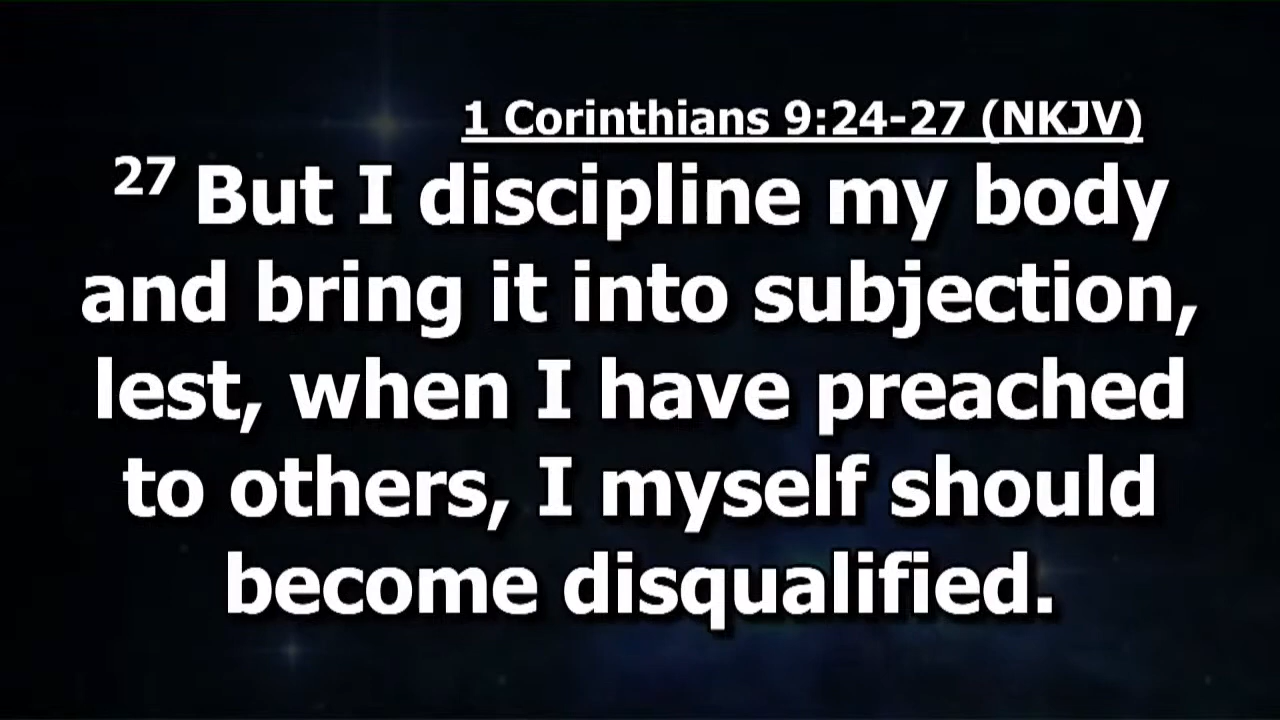 1 Corinthians 9:24-27 (NKJV)
27 But I discipline my body
and bring it into subjection,
lest, when I have preached
to others, I myself should
become disqualified.